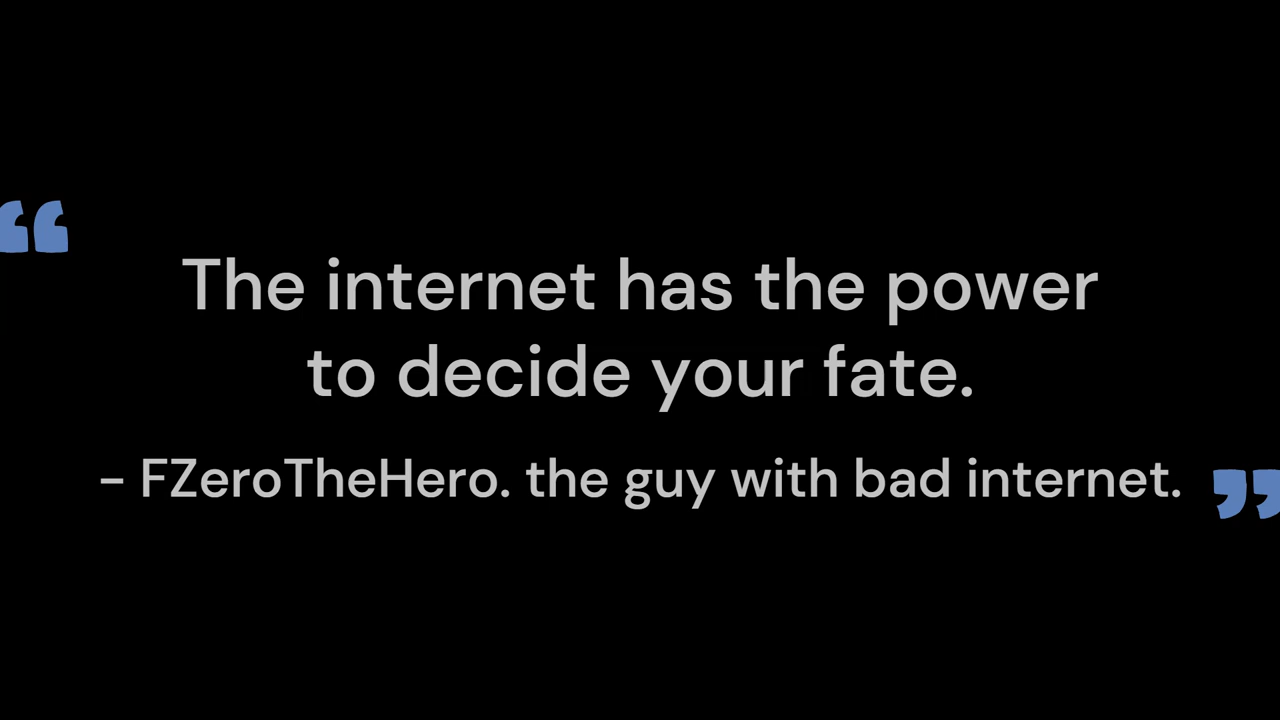 “
The internet has the power
to decide your fate.
– FZeroTheHero. the guy with bad internet. ”